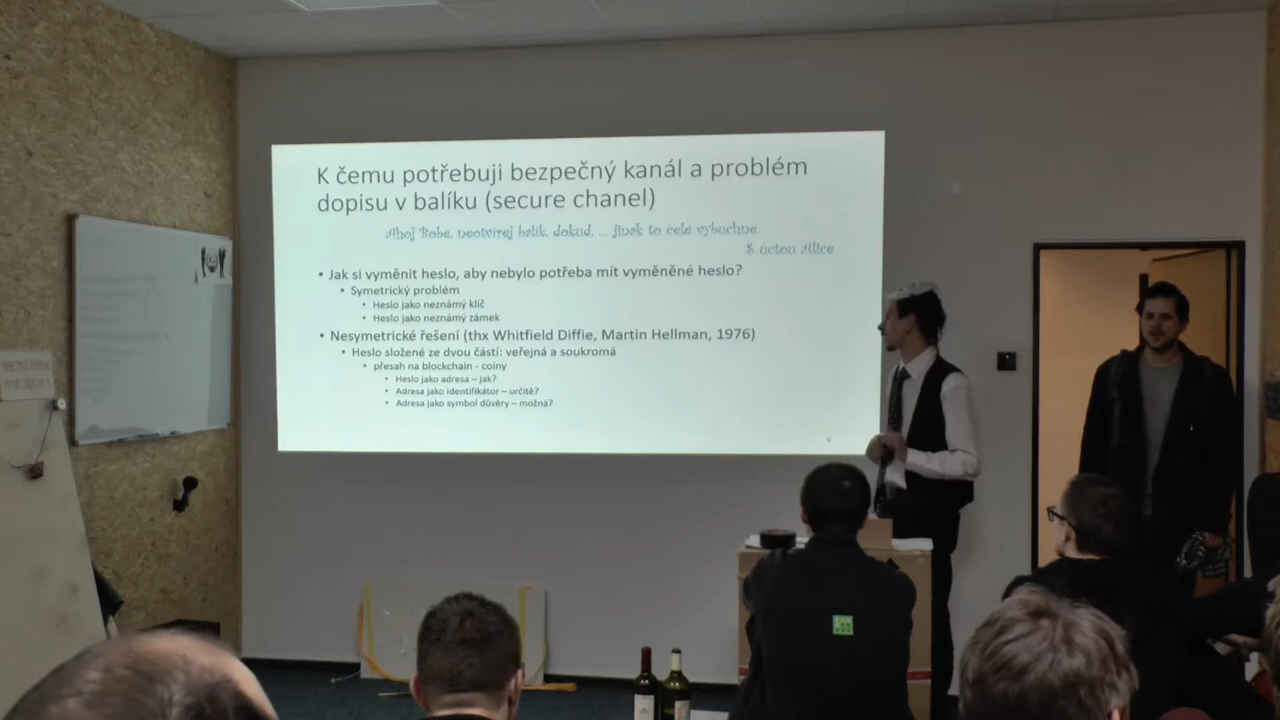 K čemu potřebuji bezpečný kanál a problém
dopisu v balíku (secure chanel)
Ahoj Bobe, neotvírej balík, dokud, ... jinak to celé vybuchne.
S úctou Alice
• Jak si vyměnit heslo, aby nebylo potřeba mít vyměněné heslo?
• Symetrický problém
• Heslo jako neznámý klíč
• Heslo jako neznámý zámek
• Nesymetrické řešení (thx Whitfield Diffie, Martin Hellman, 1976)
• Heslo složené ze dvou částí: veřejná a soukromá
• přesah na blockchain - coiny
• Heslo jako adresa – jak?
• Adresa jako identifikátor – určitě?
• Adresa jako symbol důvěry – možná?